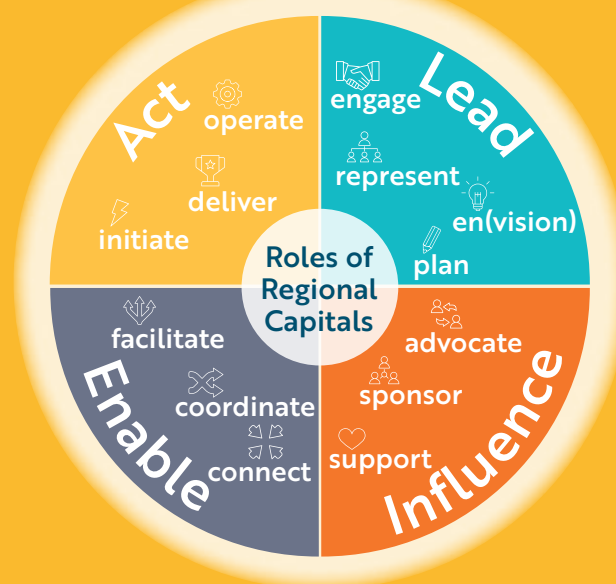 Act
operate
deliver
initiate
Lead
engage
represent
en(vision)
plan
Roles of
Regional
Capitals
Enable
facilitate
coordinate
connect
Influence
advocate
sponsor
support